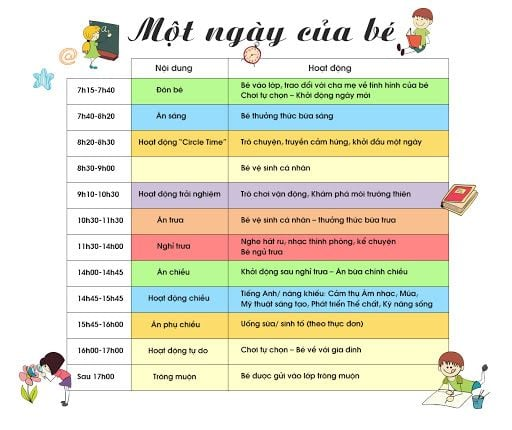 Một ngày của bé
Nội dung Hoạt động
7h15-7h40 Đón bé Bé vào lớp, trao đổi với cha mẹ về tình hình của bé
Chơi tự chọn – Khởi động ngày mới
7h40-8h20 Ăn sáng Bé thưởng thức bữa sáng
8h20-8h30 Hoạt động "Circle Time" Trò chuyện, truyền cảm hứng, khởi đầu một ngày
8h30-9h00 Bé vệ sinh cá nhân
9h10-10h30 Hoạt động trải nghiệm Trò chơi vận động, Khám phá môi trường thiên
10h30-11h30 Ăn trưa Bé vệ sinh cá nhân – thưởng thức bữa trưa
11h30-14h00 Nghỉ trưa Nghe hát ru, nhạc thính phòng, kể chuyện
Bé ngủ trưa
14h00-14h45 Ăn chiều Khởi động sau nghỉ trưa – Ăn bữa chính chiều
14h45-15h45 Hoạt động chiều Tiếng Anh/ năng khiếu: Cảm thụ Âm nhạc, Múa,
Mỹ thuật sáng tạo, Phát triển Thể chất, Kỹ năng sống
15h45-16h00 Ăn phụ chiều Uống sữa/ sinh tố (theo thực đơn)
16h00-17h00 Hoạt động tự do Chơi tự chọn – Bé về với gia đình
Sau 17h00 Trông muộn Bé được gửi vào lớp trông muộn